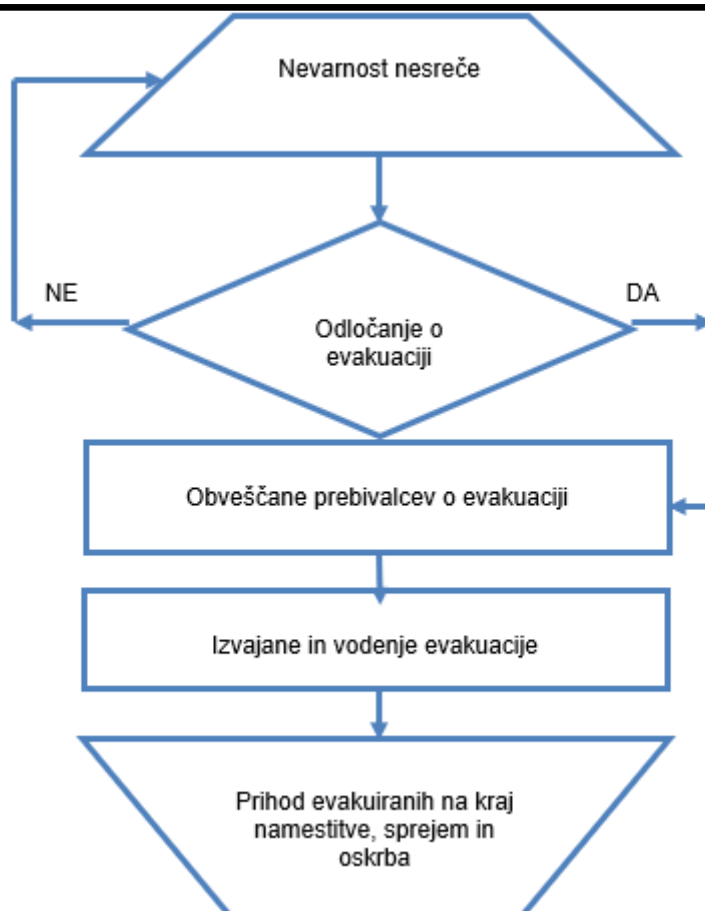 Nevarnost nesreče
NE
DA
Odločanje o
evakuaciji
Obveščane prebivalcev o evakuaciji
Izvajane in vodenje evakuacije
Prihod evakuiranih na kraj
namestitve, sprejem in
oskrba